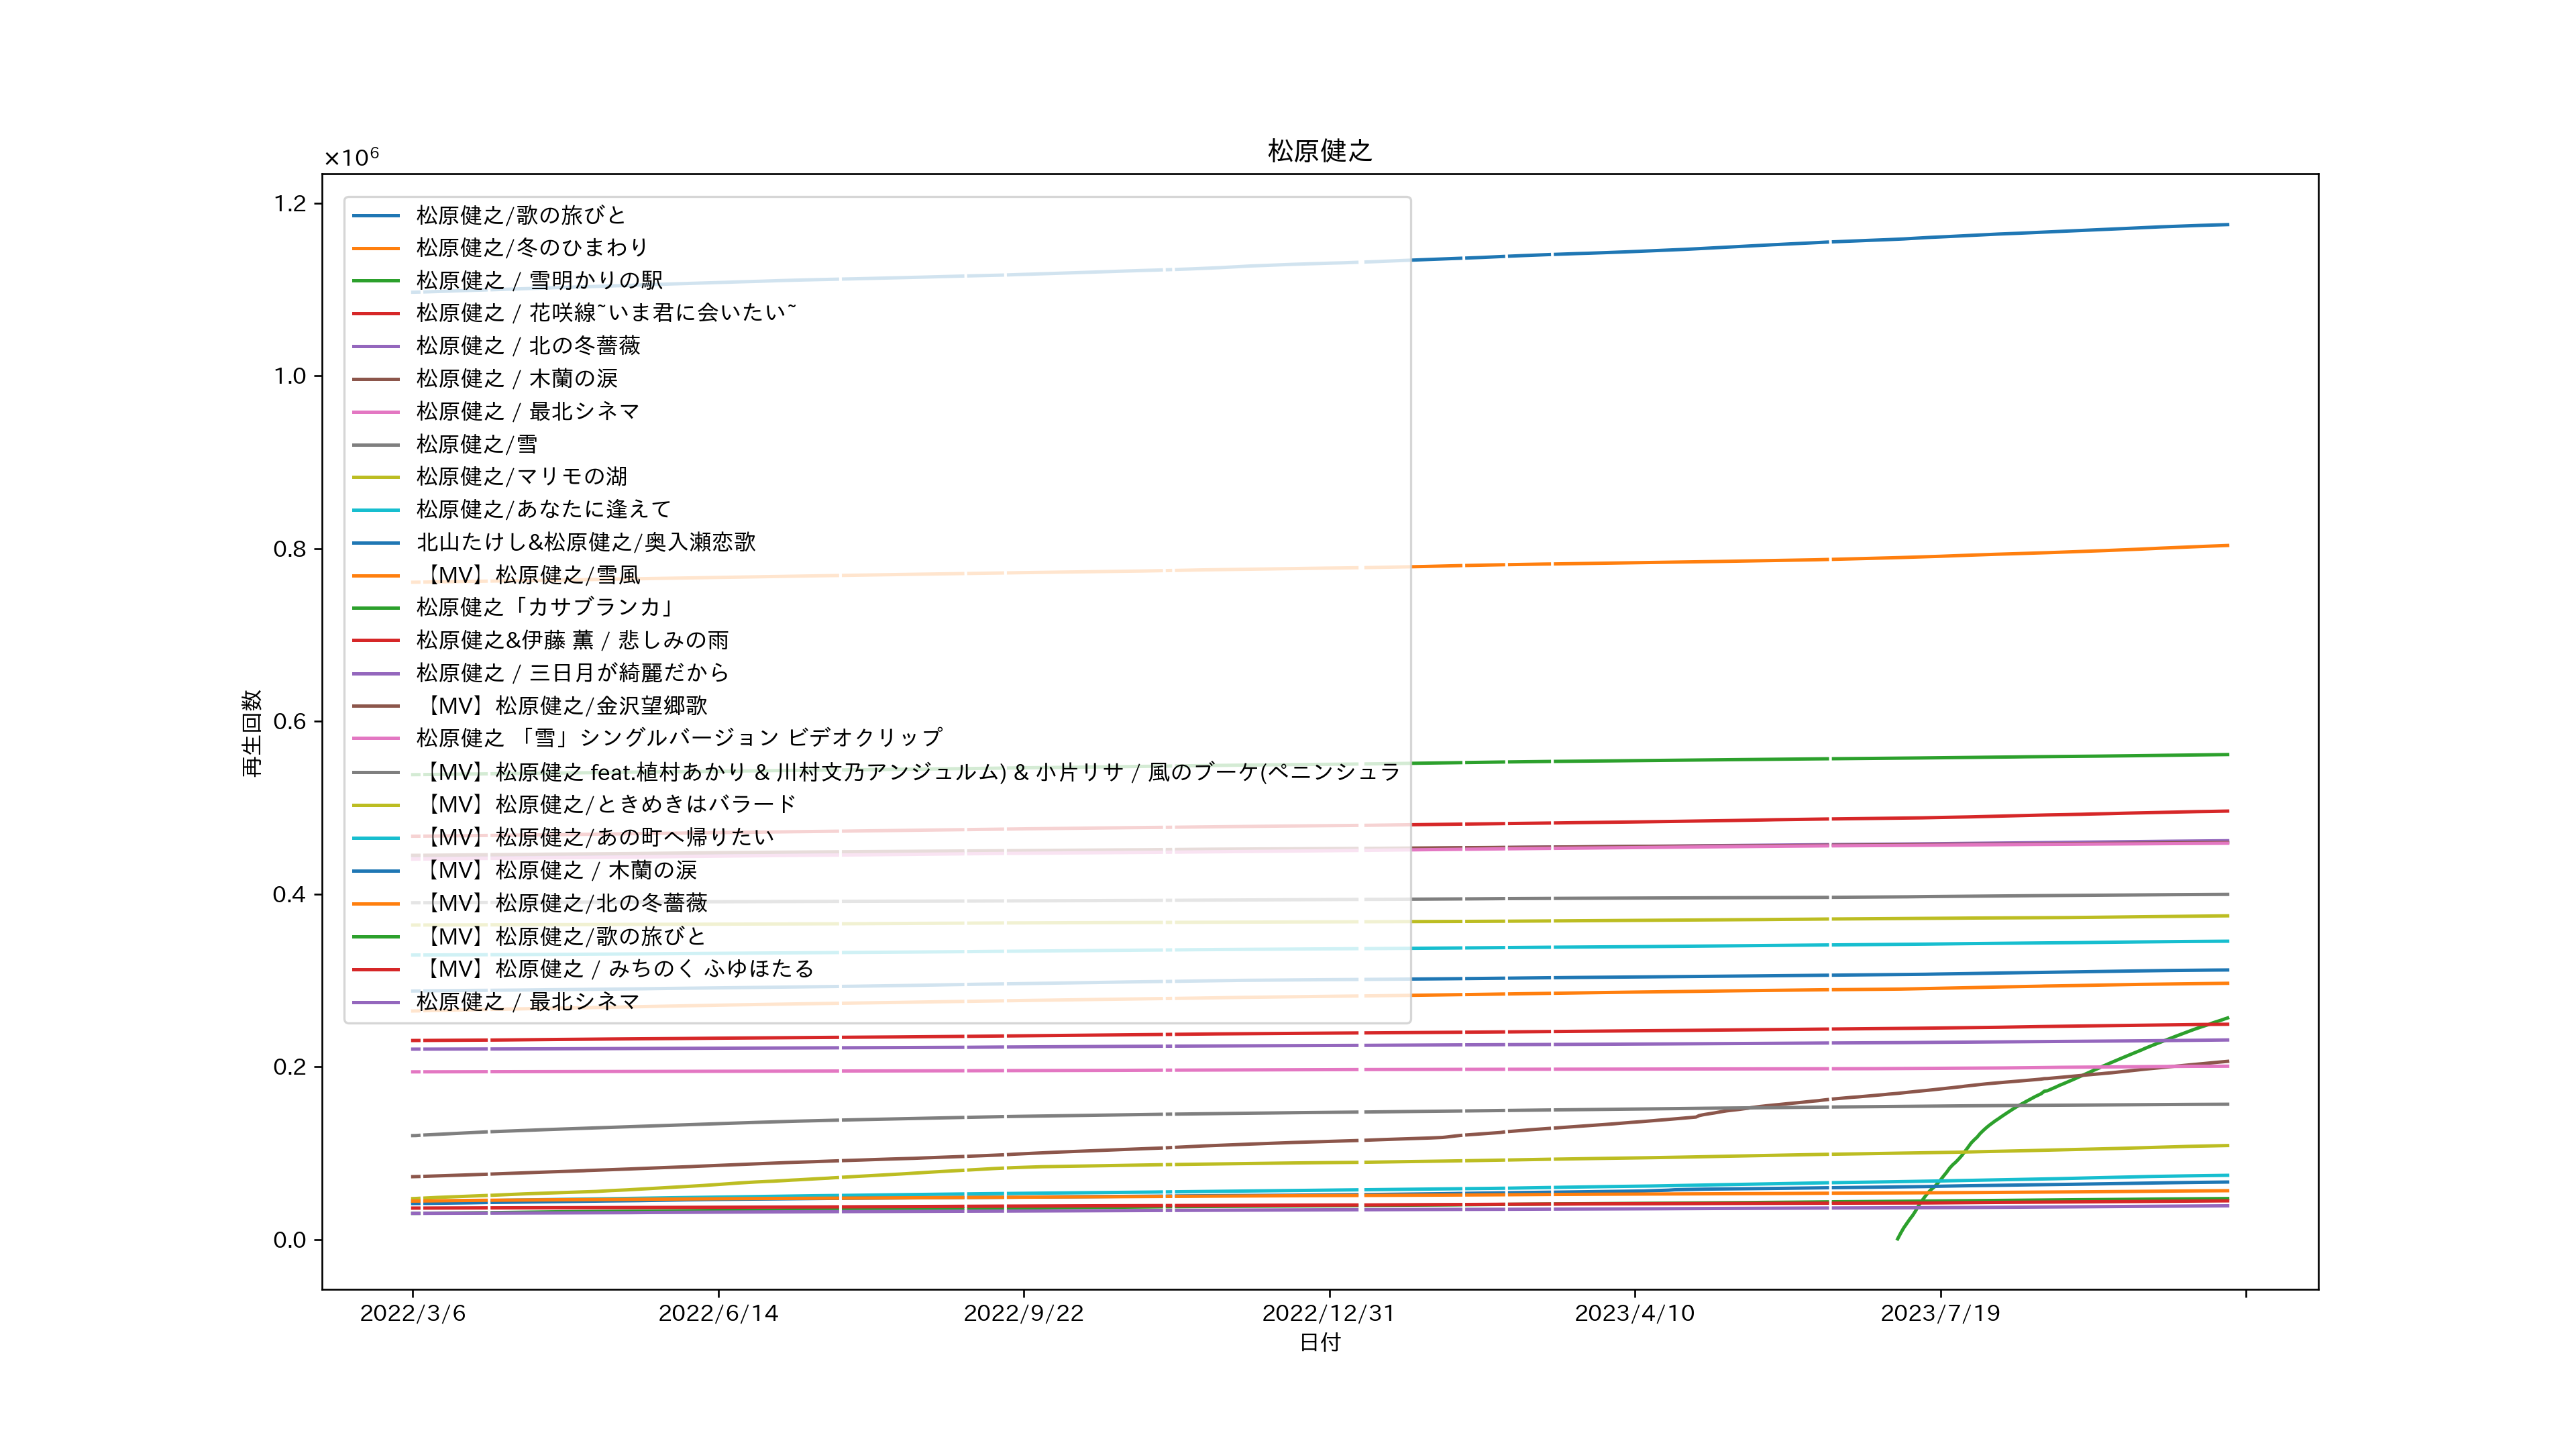 松原健之
×10⁶
1.2
1.0
0.8
0.6
0.4
0.2
0.0
再生回数
松原健之/歌の旅びと
松原健之/冬のひまわり
松原健之 / 雪明かりの駅
松原健之 / 花咲線~いま君に会いたい~
松原健之 / 北の冬薔薇
松原健之 / 木蘭の涙
松原健之 / 最北シネマ
松原健之/雪
松原健之/マリモの湖
松原健之/あなたに逢えて
北山たけし&松原健之/奥入瀬恋歌
【MV】松原健之/雪風
松原健之「カサブランカ」
松原健之&伊藤 薫 / 悲しみの雨
松原健之 / 三日月が綺麗だから
【MV】松原健之/金沢望郷歌
松原健之 「雪」シングルバージョン ビデオクリップ
【MV】松原健之 feat.植村あかり & 川村文乃アンジュルム) & 小片リサ / 風のブーケ(ペニンシュラ
【MV】松原健之/ときめきはバラード
【MV】松原健之/あの町へ帰りたい
【MV】松原健之 / 木蘭の涙
【MV】松原健之/北の冬薔薇
【MV】松原健之/歌の旅びと
【MV】松原健之 / みちのく ふゆほたる
松原健之 / 最北シネマ
2022/3/6
2022/6/14
2022/9/22
2022/12/31
2023/4/10
2023/7/19
日付